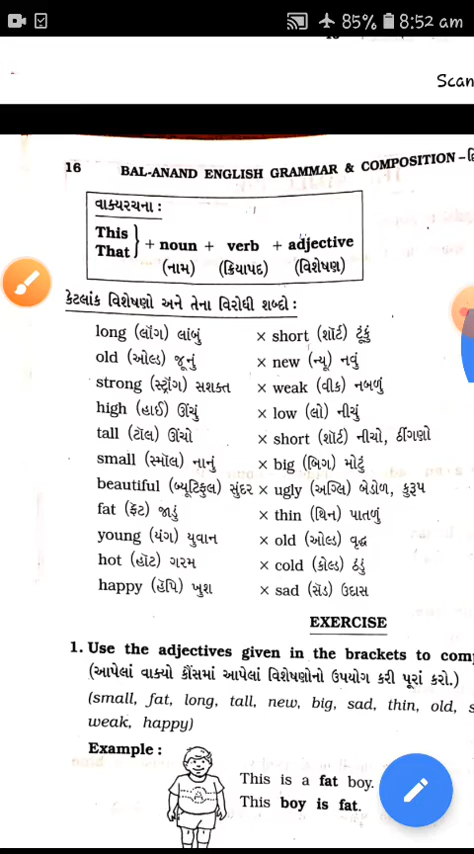 85% 8:52 am
Scan
16 BAL-ANAND ENGLISH GRAMMAR & COMPOSITION –
વાક્યરચના :
This
That } + noun + verb + adjective
(નામ) (ક્રિયાપદ) (વિશેષણ)
કેટલાંક વિશેષણો અને તેના વિરોધી શબ્દો :
long (લૉંગ) લાંબું × short (શૉર્ટ) ટૂંકું
old (ઓલ્ડ) જૂનું × new (ન્યૂ) નવું
strong (સ્ટ્રૉંગ) સશક્ત × weak (વીક) નબળું
high (હાઈ) ઊંચું × low (લો) નીચું
tall (ટૉલ) ઊંચો × short (શૉર્ટ) નીચો, ઠીંગણો
small (સ્મૉલ) નાનું × big (બિગ) મોટું
beautiful (બ્યૂટિફુલ) સુંદર × ugly (અગ્લિ) બેડોળ, કુરૂપ
fat (ફૅટ) જાડું × thin (થિન) પાતળું
young (યંગ) યુવાન × old (ઓલ્ડ) વૃદ્ધ
hot (હૉટ) ગરમ × cold (કોલ્ડ) ઠંડું
happy (હૅપિ) ખુશ × sad (સૅડ) ઉદાસ
EXERCISE
1. Use the adjectives given in the brackets to
(આપેલાં વાક્યો કૌંસમાં આપેલાં વિશેષણોનો ઉપયોગ કરી પૂરાં કરો.)
(small, fat, long, tall, new, big, sad, thin, old,
weak, happy)
Example :
This is a fat boy.
This boy is fat.